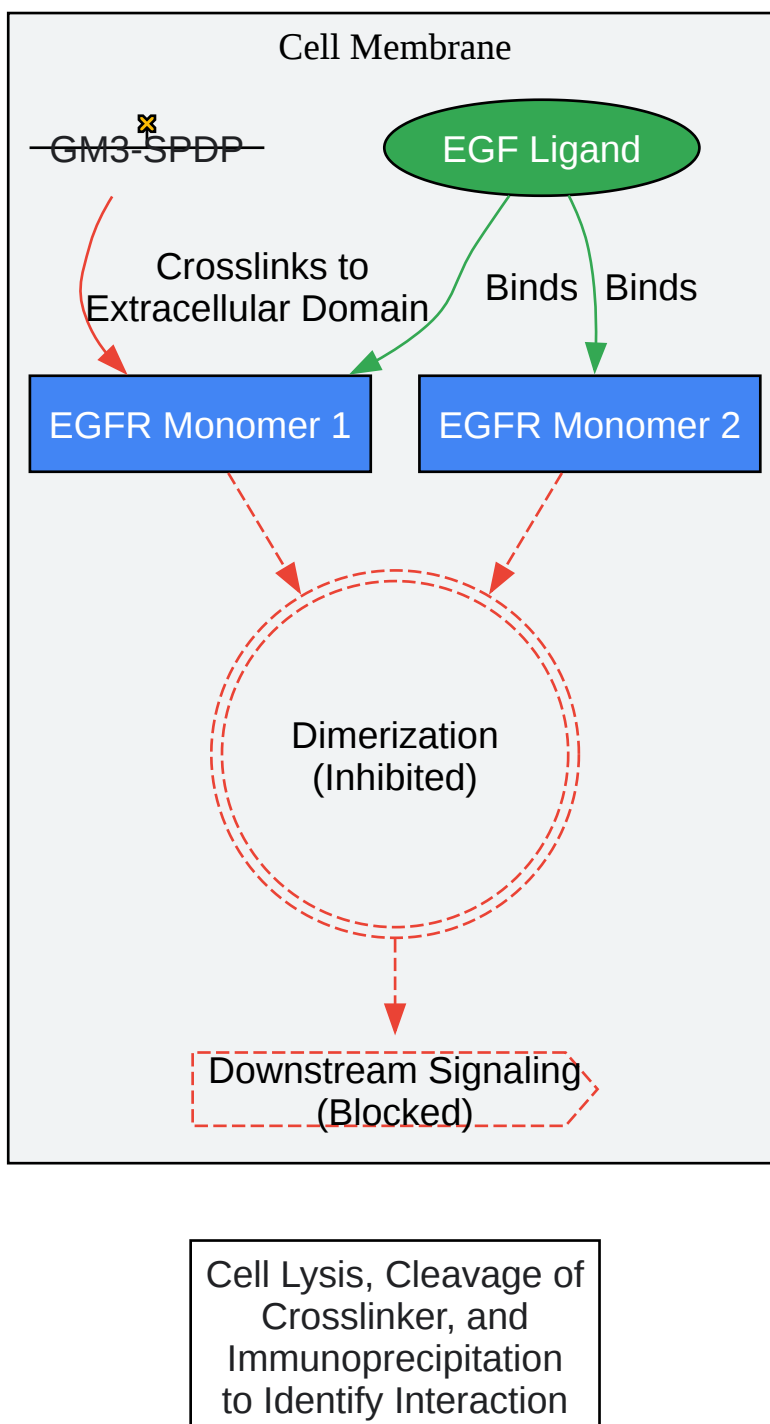 Cell Membrane
GM3-SPDP
EGF Ligand
Crosslinks to
Extracellular Domain
Binds
Binds
EGFR Monomer 1
EGFR Monomer 2
Dimerization
(Inhibited)
Downstream Signaling
(Blocked)
Cell Lysis, Cleavage of
Crosslinker, and
Immunoprecipitation
to Identify Interaction